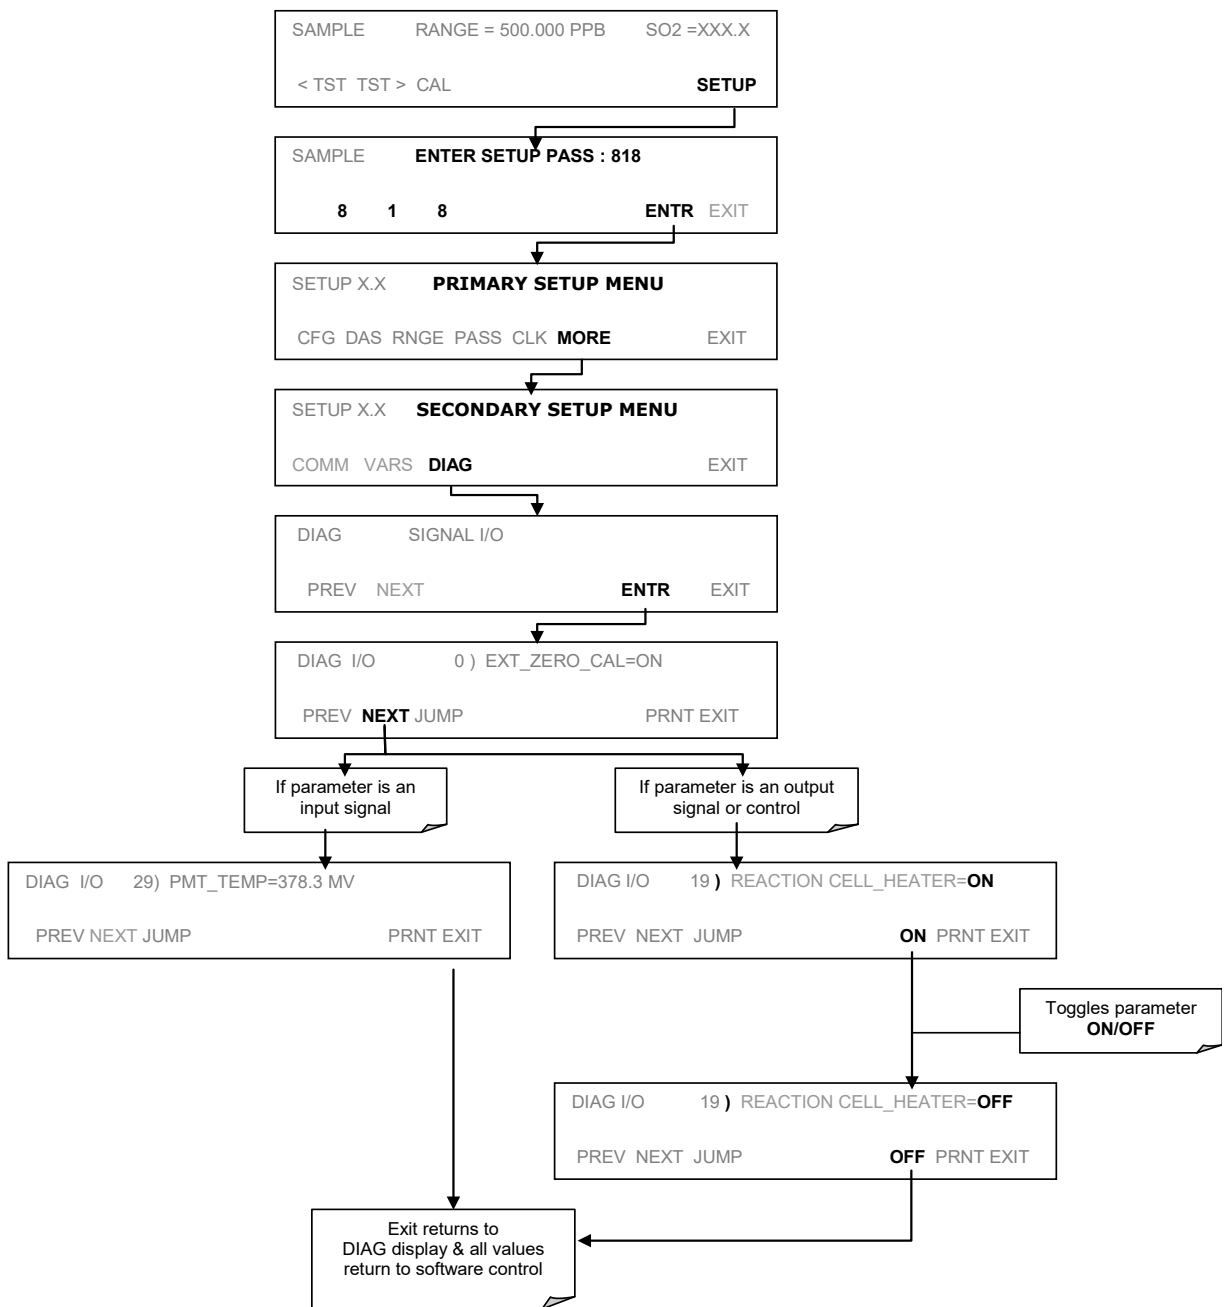 SAMPLE RANGE = 500.000 PPB SO2 =XXX.X
< TST TST > CAL SETUP
SAMPLE ENTER SETUP PASS : 818
8 1 8 ENTR EXIT
SETUP X.X PRIMARY SETUP MENU
CFG DAS RNGE PASS CLK MORE EXIT
SETUP X.X SECONDARY SETUP MENU
COMM VARS DIAG EXIT
DIAG SIGNAL I/O
PREV NEXT ENTR EXIT
DIAG I/O 0 ) EXT_ZERO_CAL=ON
PREV NEXT JUMP PRNT EXIT
If parameter is an
input signal
If parameter is an output
signal or control
DIAG I/O 29) PMT_TEMP=378.3 MV
PREV NEXT JUMP PRNT EXIT
DIAG I/O 19 ) REACTION CELL_HEATER=ON
PREV NEXT JUMP ON PRNT EXIT
Toggles parameter
ON/OFF
DIAG I/O 19 ) REACTION CELL_HEATER=OFF
PREV NEXT JUMP OFF PRNT EXIT
Exit returns to
DIAG display & all values
return to software control